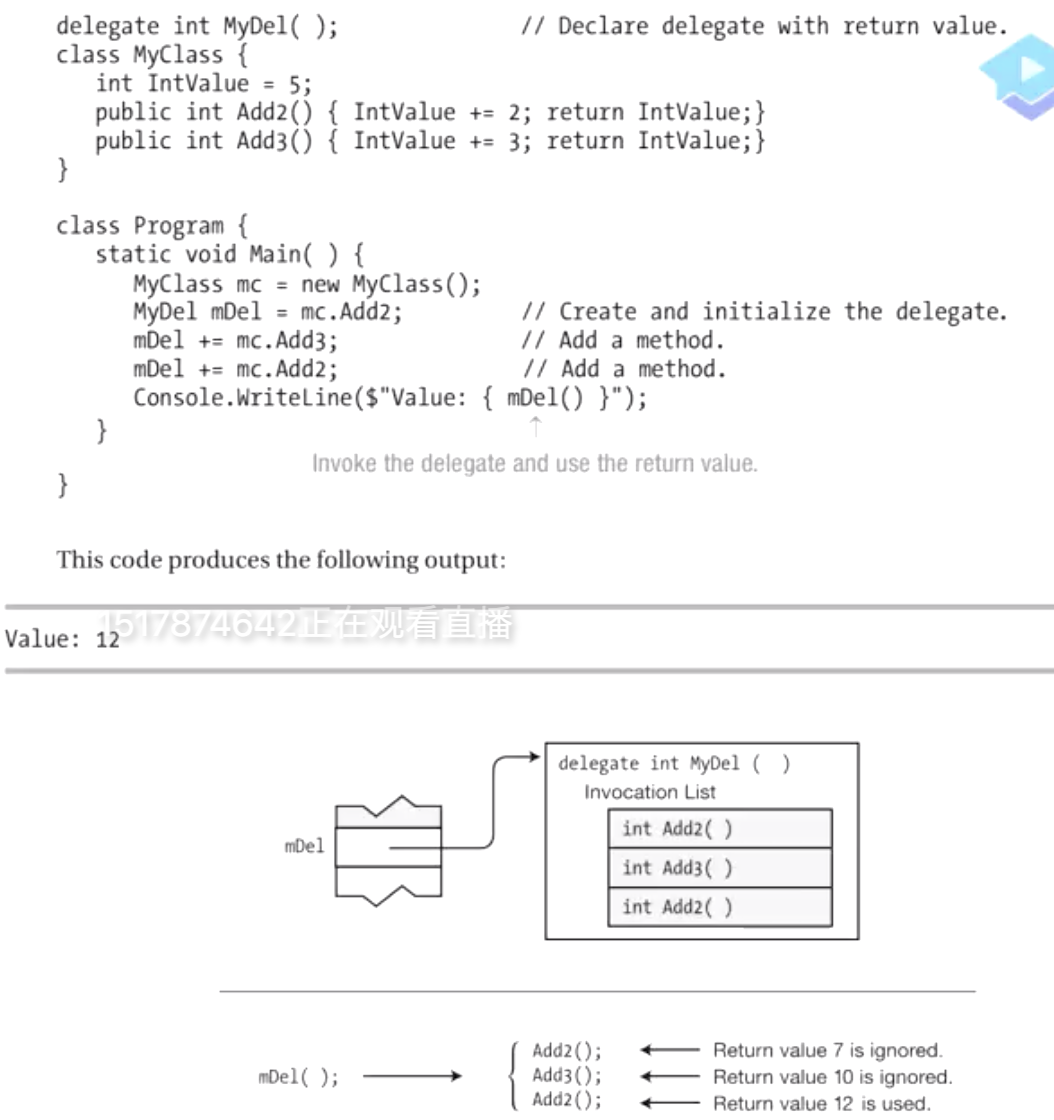 delegate int MyDel( );                // Declare delegate with return value.
class MyClass {
   int IntValue = 5;
   public int Add2() { IntValue += 2; return IntValue;}
   public int Add3() { IntValue += 3; return IntValue;}
}
class Program {
   static void Main( ) {
      MyClass mc = new MyClass();
      MyDel mDel = mc.Add2;          // Create and initialize the delegate.
      mDel += mc.Add3;               // Add a method.
      mDel += mc.Add2;               // Add a method.
      Console.WriteLine($"Value: { mDel() }");
   }
↑
Invoke the delegate and use the return value.
}
This code produces the following output:
1517874642正在观看直播
Value: 12
delegate int MyDel ( )
Invocation List
int Add2( )
mDel
int Add3( )
int Add2( )
Add2(); Return value 7 is ignored.
mDel( ); Add3(); Return value 10 is ignored.
Add2(); Return value 12 is used.